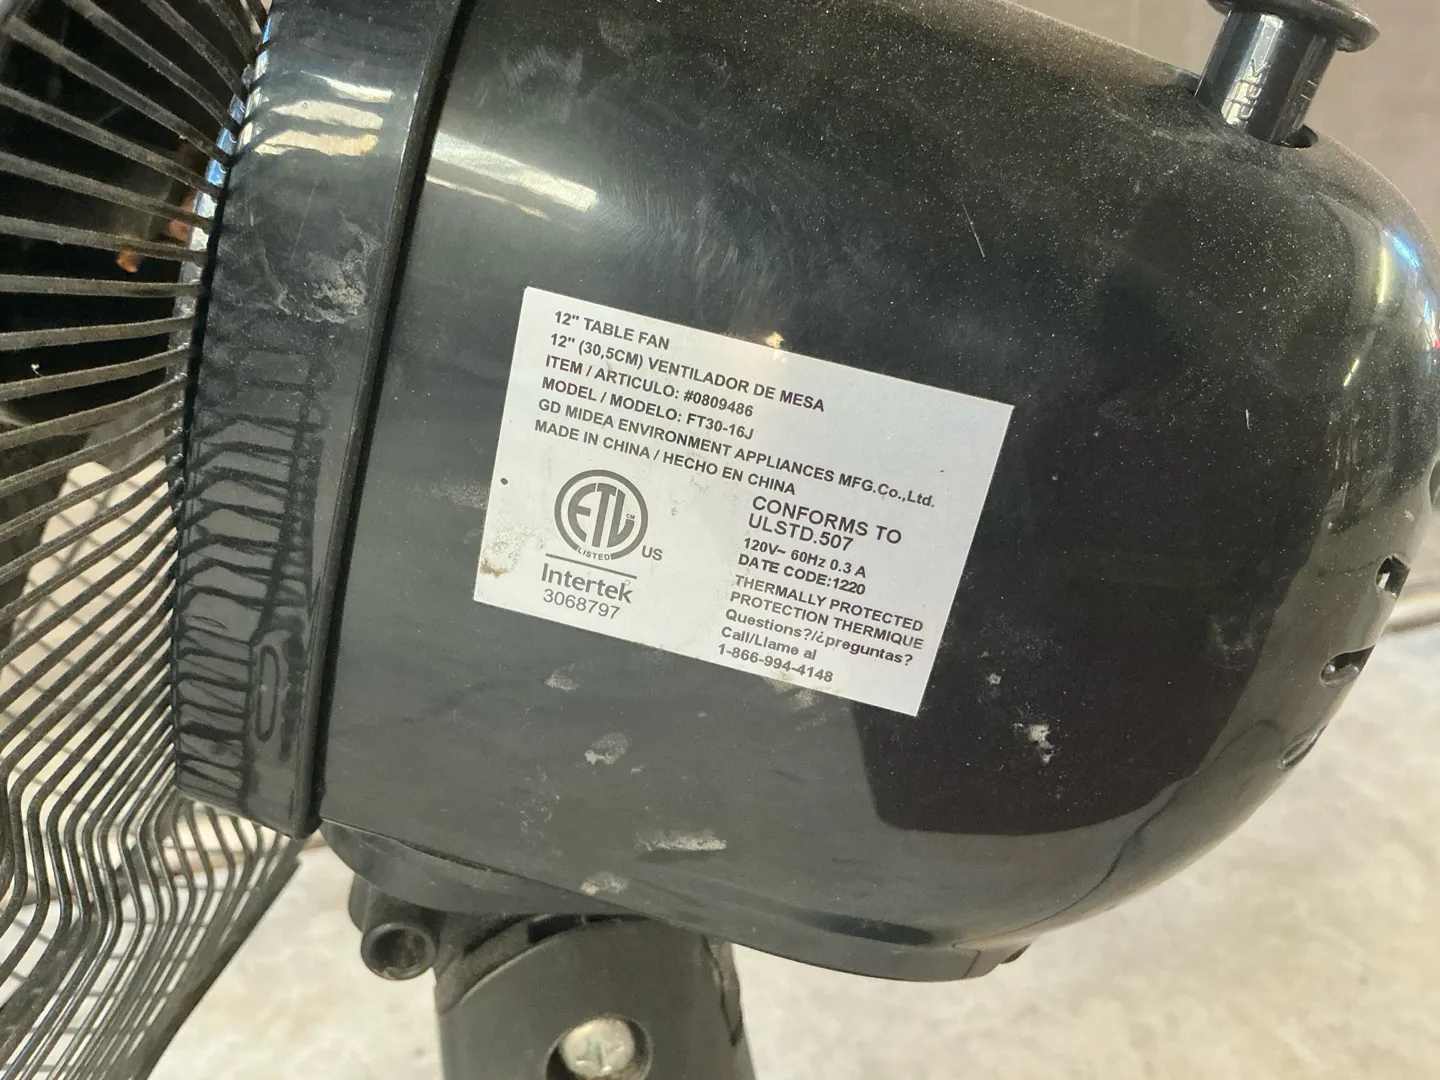 12" TABLE FAN
12" (30,5CM) VENTILADOR DE MESA
ITEM / ARTICULO: #0809486
MODEL / MODELO: FT30-16J
GD MIDEA ENVIRONMENT APPLIANCES MFG.Co.,Ltd.
MADE IN CHINA / HECHO EN CHINA
ETL CM
LISTED
US
Intertek
3068797
CONFORMS TO
ULSTD.507
120V~ 60Hz 0.3 A
DATE CODE:1220
THERMALLY PROTECTED
PROTECTION THERMIQUE
Questions?/¿preguntas?
Call/Llame al
1-866-994-4148